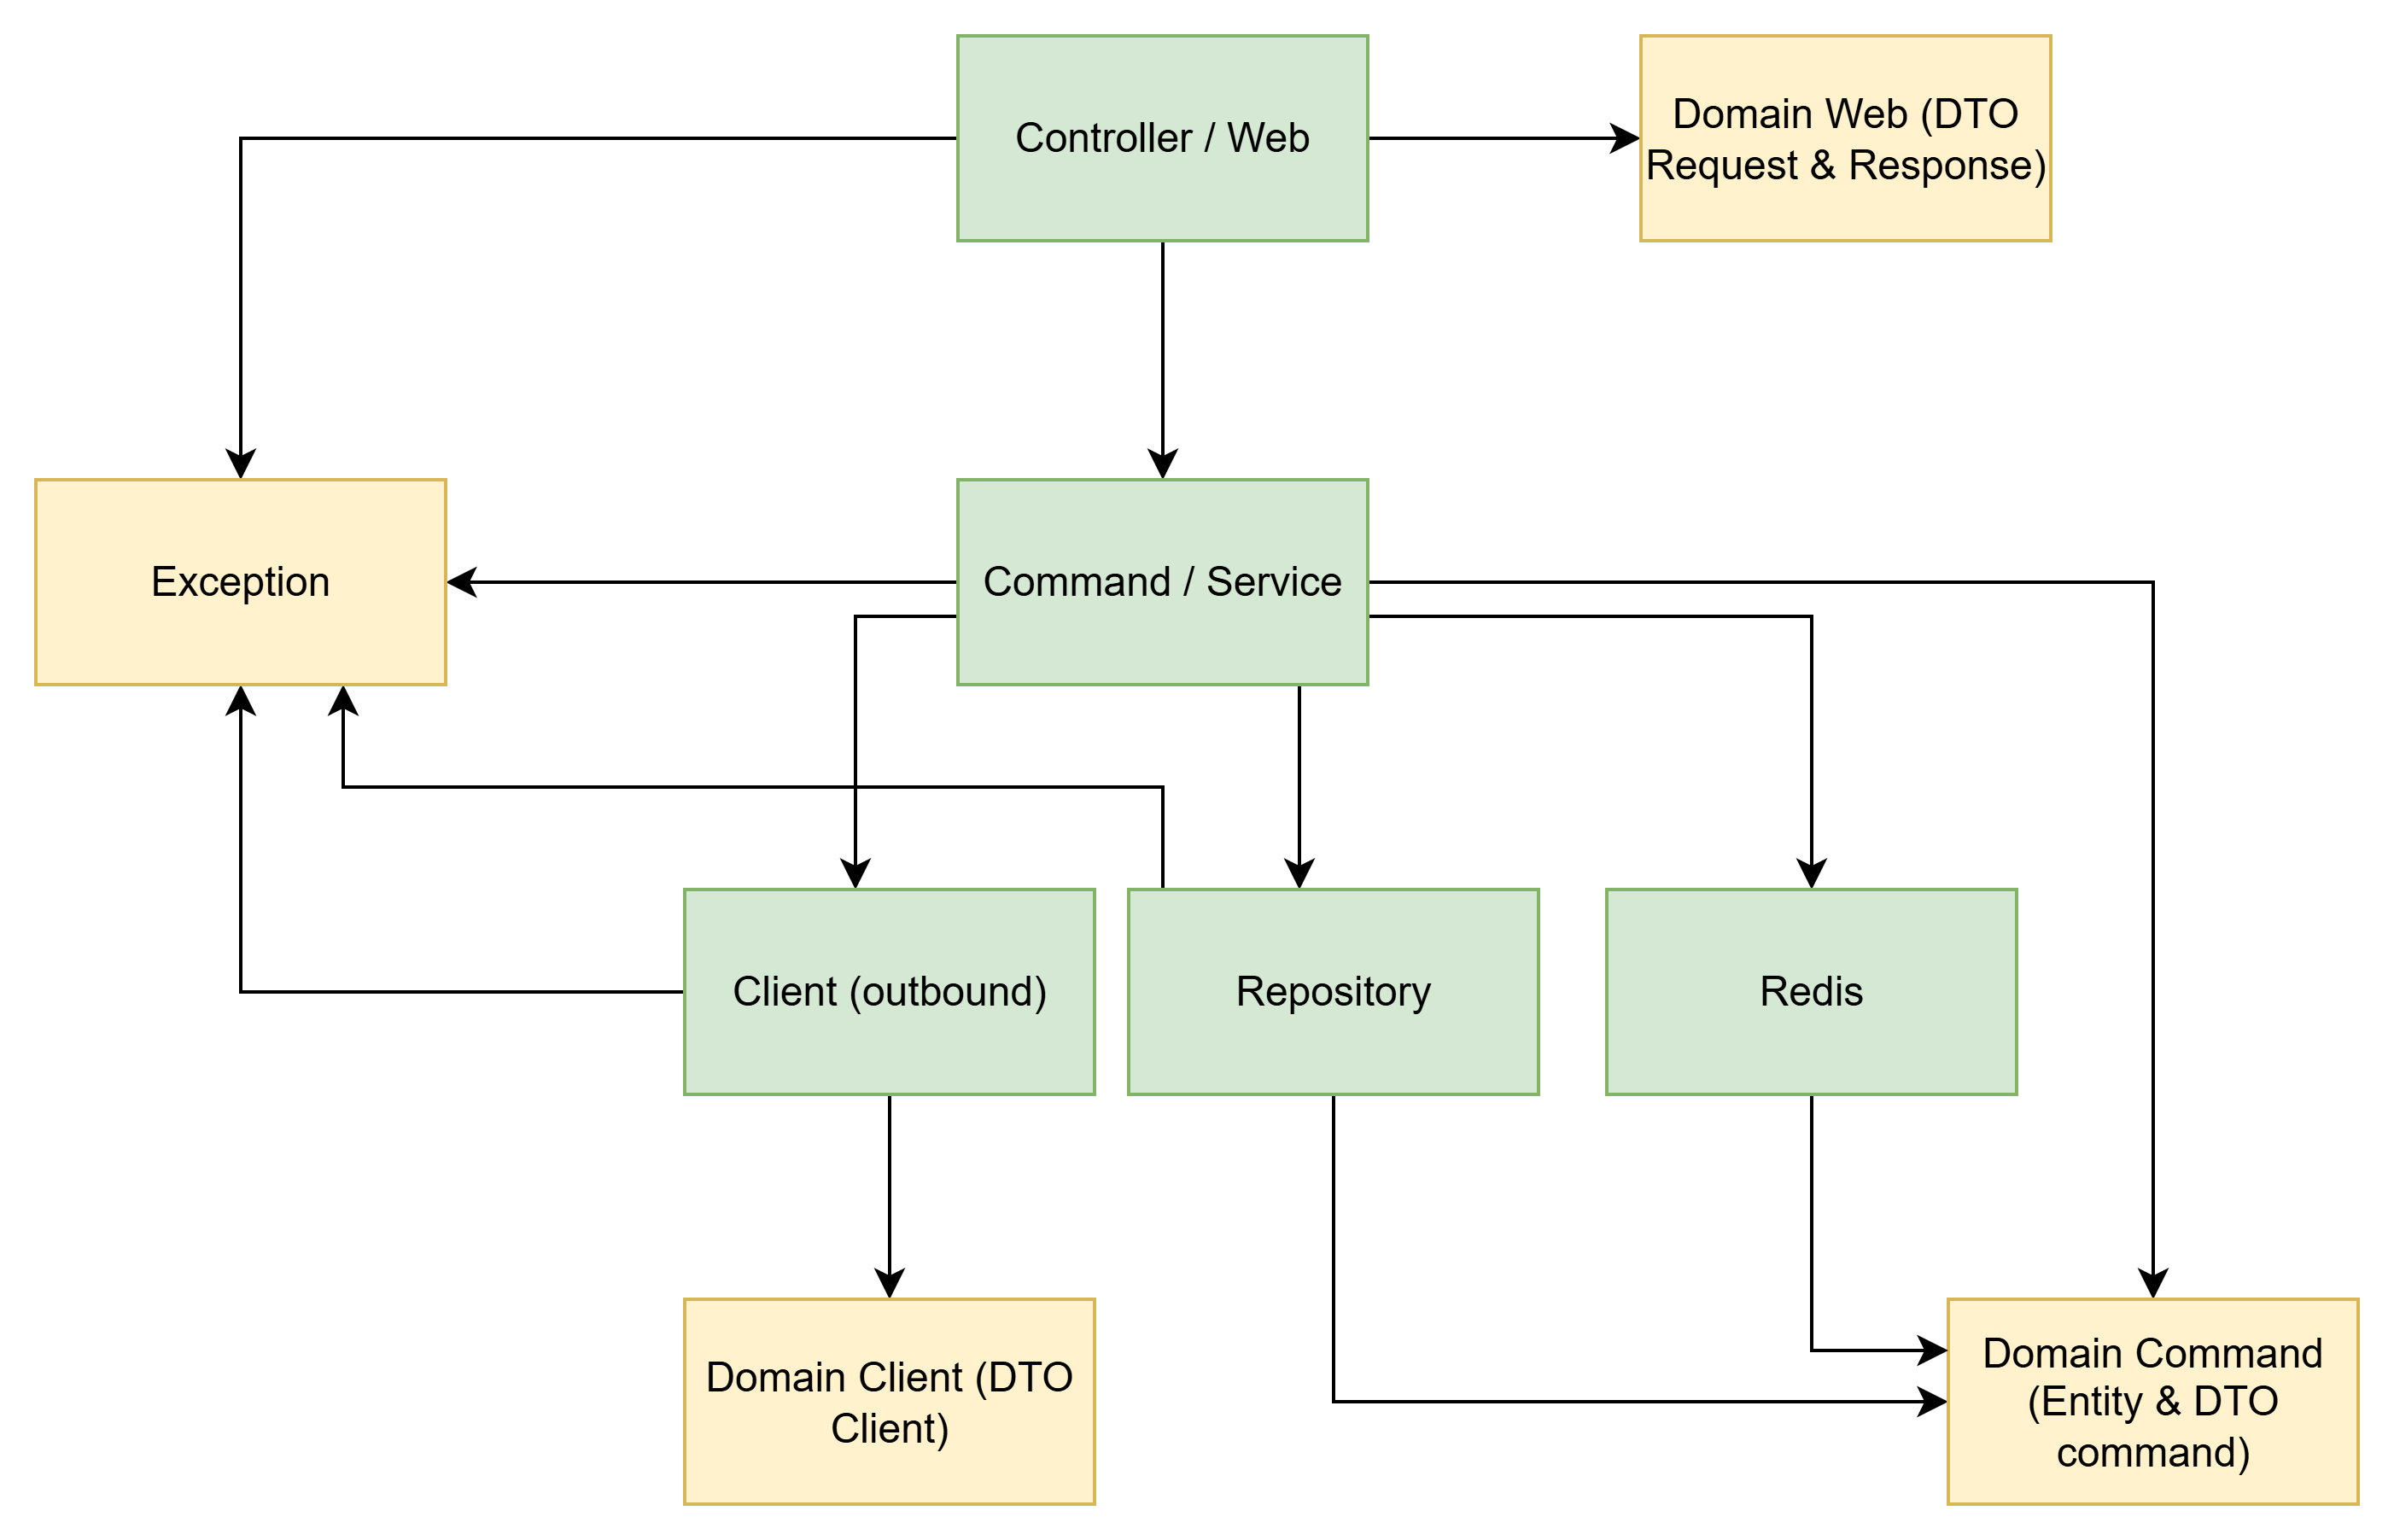 Controller / Web
Domain Web (DTO
Request & Response)
Exception
Command / Service
Client (outbound)
Repository
Redis
Domain Client (DTO
Client)
Domain Command
(Entity & DTO
command)